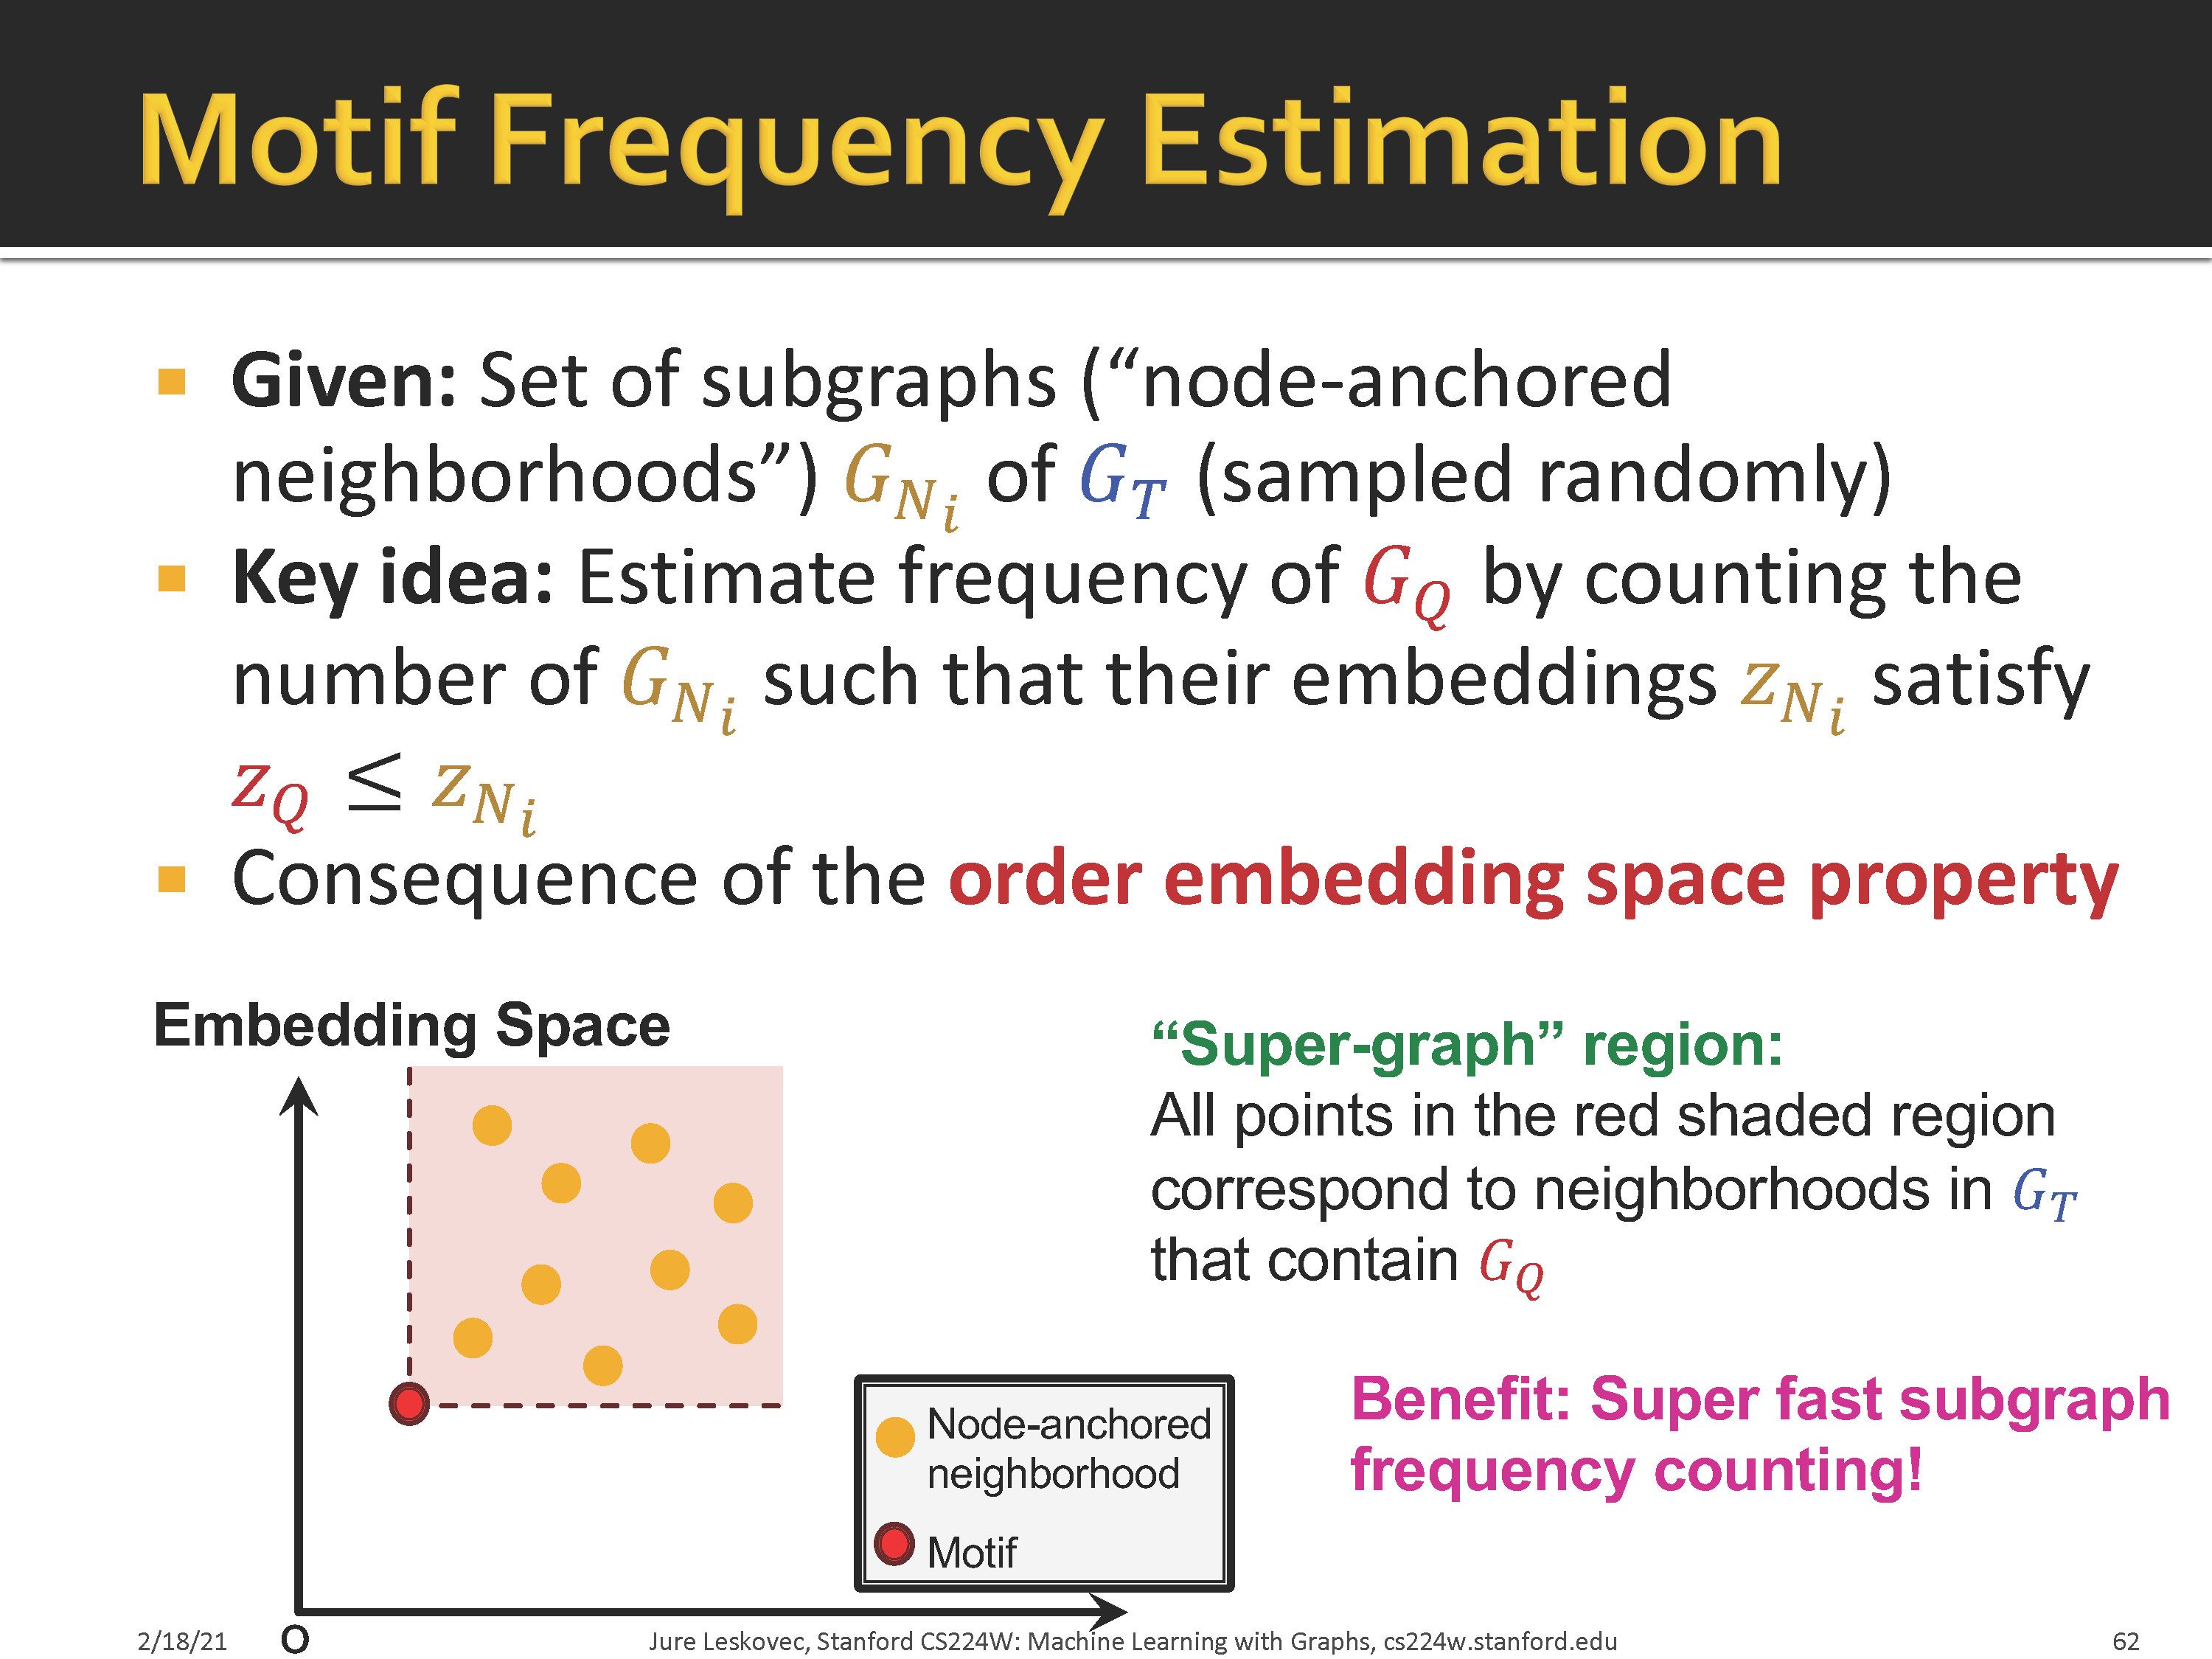 Motif Frequency Estimation
Given: Set of subgraphs (“node-anchored
neighborhoods”) G_{N_i} of G_T (sampled randomly)
Key idea: Estimate frequency of G_Q by counting the
number of G_{N_i} such that their embeddings z_{N_i} satisfy
z_Q ≤ z_{N_i}
Consequence of the order embedding space property
Embedding Space
“Super-graph” region:
All points in the red shaded region
correspond to neighborhoods in G_T
that contain G_Q
Benefit: Super fast subgraph
frequency counting!
Node-anchored
neighborhood
Motif
O
2/18/21
Jure Leskovec, Stanford CS224W: Machine Learning with Graphs, cs224w.stanford.edu
62